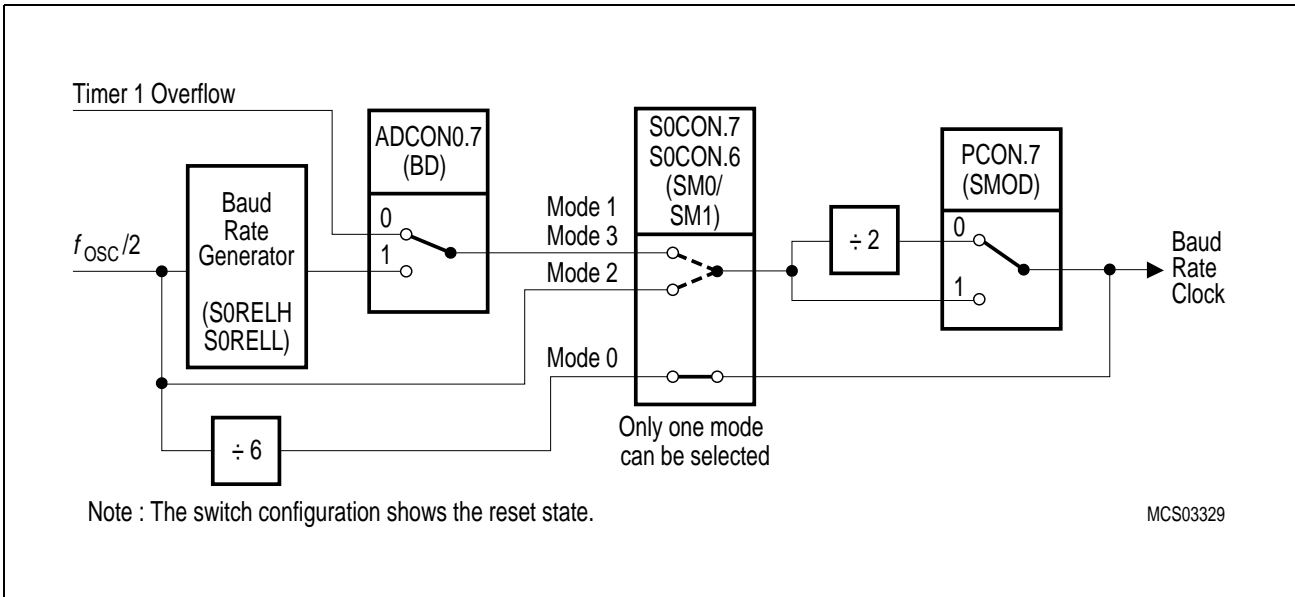 Timer 1 Overflow
ADCON0.7
(BD)
S0CON.7
S0CON.6
(SM0/
SM1)
PCON.7
(SMOD)
Baud
Rate
Generator
(S0RELH
S0RELL)
fOSC/2
0
1
Mode 1
Mode 3
Mode 2
Mode 0
÷ 2
0
1
Baud
Rate
Clock
÷ 6
Only one mode
can be selected
Note : The switch configuration shows the reset state.
MCS03329